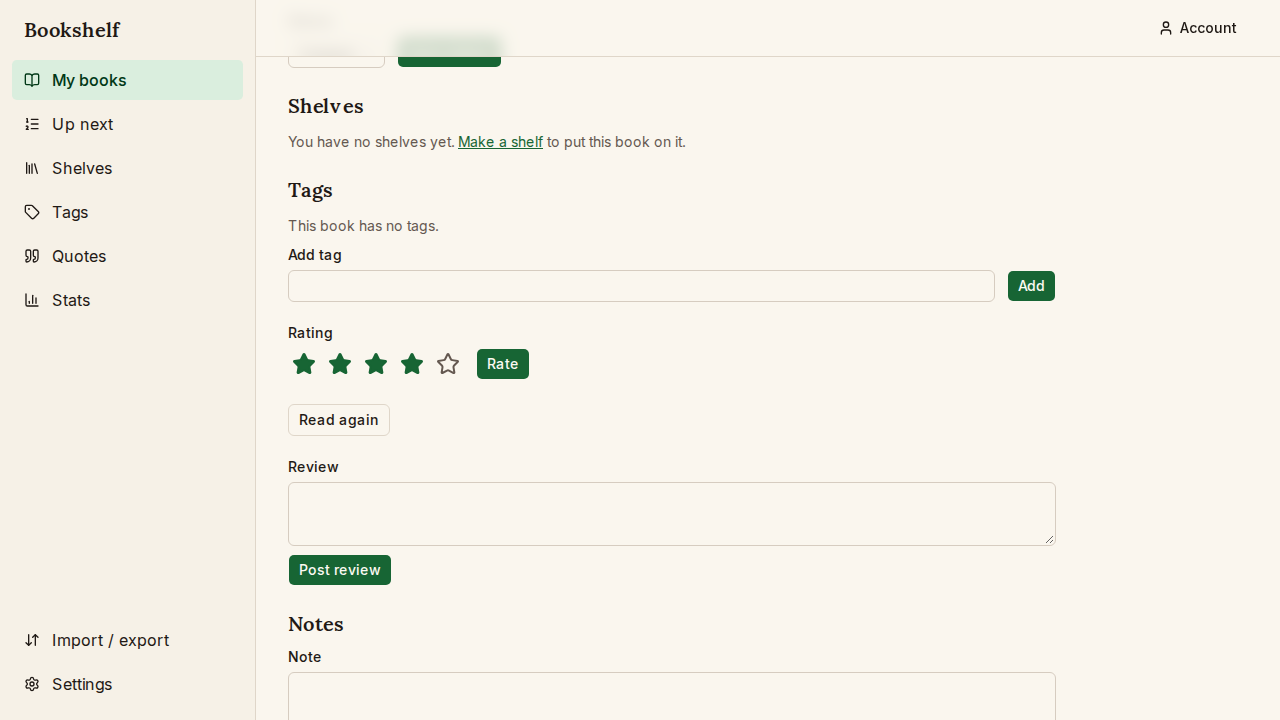 Bookshelf
My books
Up next
Shelves
Tags
Quotes
Stats
Import / export
Settings
Account
Shelves
You have no shelves yet. Make a shelf to put this book on it.
Tags
This book has no tags.
Add tag
Add
Rating
Rate
Read again
Review
Post review
Notes
Note